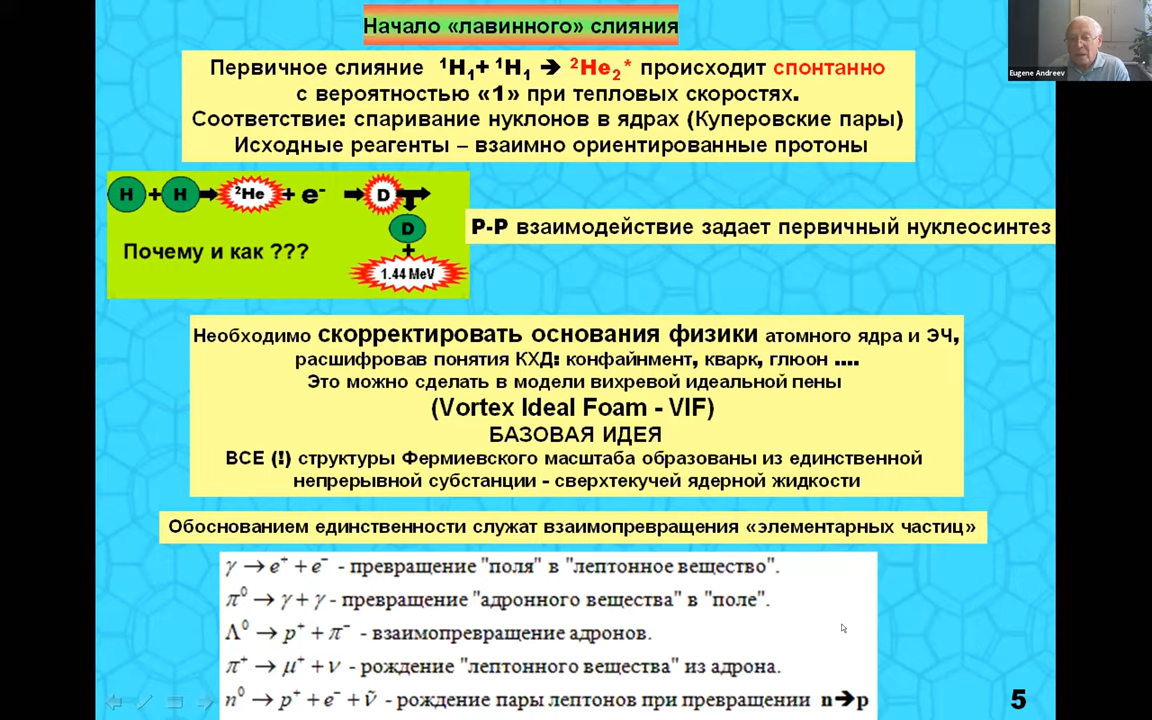 Начало «лавинного» слияния
Eugene Andreev
Первичное слияние ¹H₁+ ¹H₁ ➔ ²He₂* происходит спонтанно
с вероятностью «1» при тепловых скоростях.
Соответствие: спаривание нуклонов в ядрах (Куперовские пары)
Исходные реагенты – взаимно ориентированные протоны
H + H ➔ ²He + e⁻ ➔ D
D
+
1.44 MeV
Почему и как ???
P-P взаимодействие задает первичный нуклеосинтез
Необходимо скорректировать основания физики атомного ядра и ЭЧ,
расшифровав понятия КХД: конфайнмент, кварк, глюон ....
Это можно сделать в модели вихревой идеальной пены
(Vortex Ideal Foam - VIF)
БАЗОВАЯ ИДЕЯ
ВСЕ (!) структуры Фермиевского масштаба образованы из единственной
непрерывной субстанции - сверхтекучей ядерной жидкости
Обоснованием единственности служат взаимопревращения «элементарных частиц»
γ → e⁺ + e⁻ - превращение "поля" в "лептонное вещество".
π⁰ → γ + γ - превращение "адронного вещества" в "поле".
Λ⁰ → p⁺ + π⁻ - взаимопревращение адронов.
π⁺ → μ⁺ + ν - рождение "лептонного вещества" из адрона.
n⁰ → p⁺ + e⁻ + ν̃ - рождение пары лептонов при превращении n➔p
5